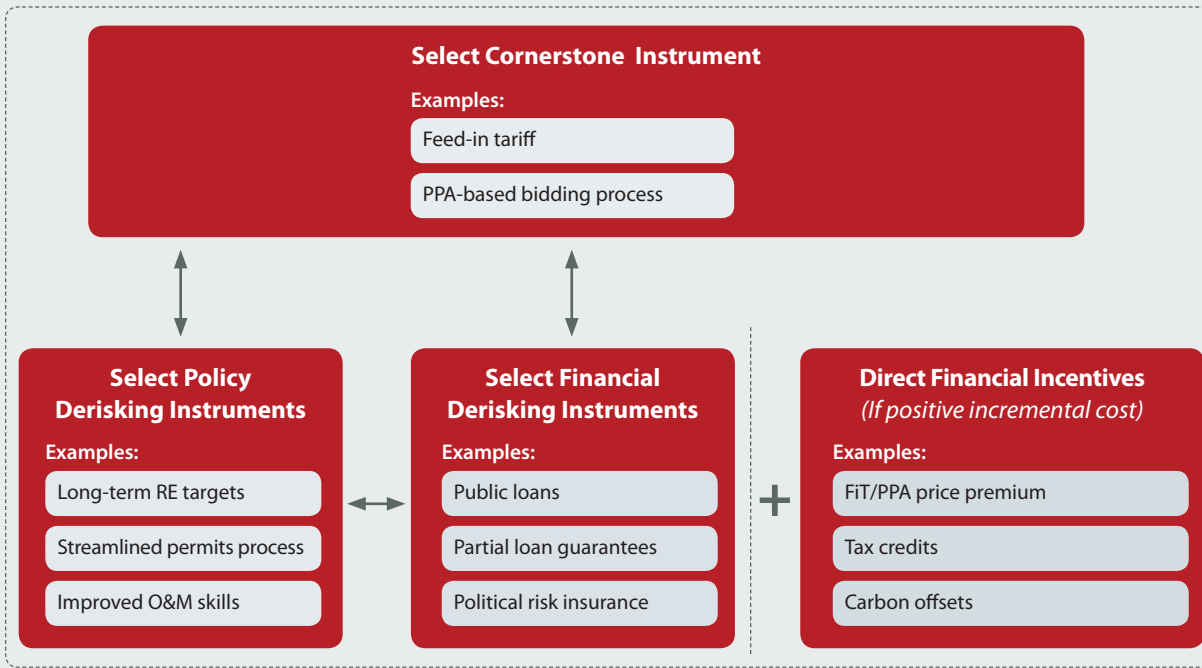 Select Cornerstone Instrument
Examples:
Feed-in tariff
PPA-based bidding process
Select Policy
Derisking Instruments
Examples:
Long-term RE targets
Streamlined permits process
Improved O&M skills
Select Financial
Derisking Instruments
Examples:
Public loans
Partial loan guarantees
Political risk insurance
+
Direct Financial Incentives
(If positive incremental cost)
Examples:
FiT/PPA price premium
Tax credits
Carbon offsets